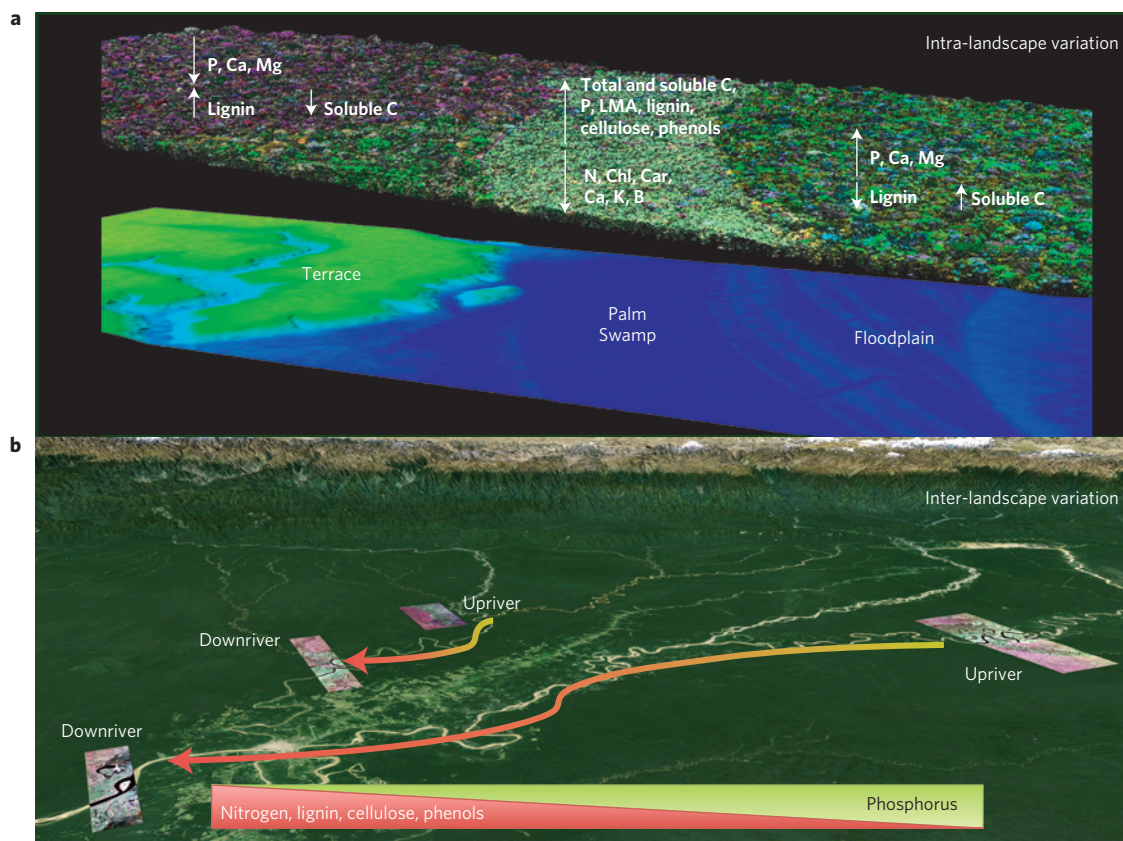 a
Intra-landscape variation
P, Ca, Mg
Lignin
Soluble C
Total and soluble C,
P, LMA, lignin,
cellulose, phenols
N, Chl, Car,
Ca, K, B
P, Ca, Mg
Lignin
Soluble C
Terrace
Palm
Swamp
Floodplain
b
Inter-landscape variation
Upriver
Downriver
Upriver
Downriver
Nitrogen, lignin, cellulose, phenols
Phosphorus